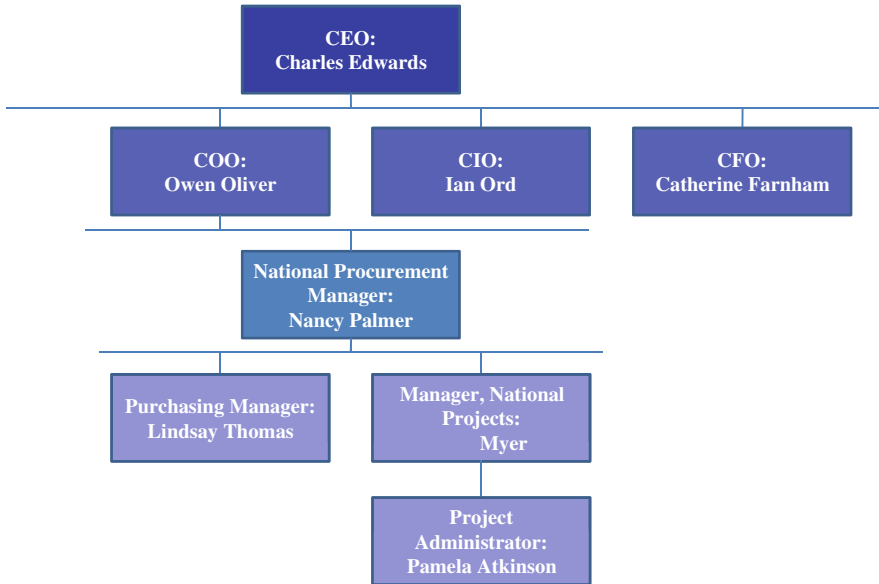 CEO:
Charles Edwards
COO:
Owen Oliver
CIO:
Ian Ord
CFO:
Catherine Farnham
National Procurement
Manager:
Nancy Palmer
Purchasing Manager:
Lindsay Thomas
Manager, National
Projects:
Myer
Project
Administrator:
Pamela Atkinson